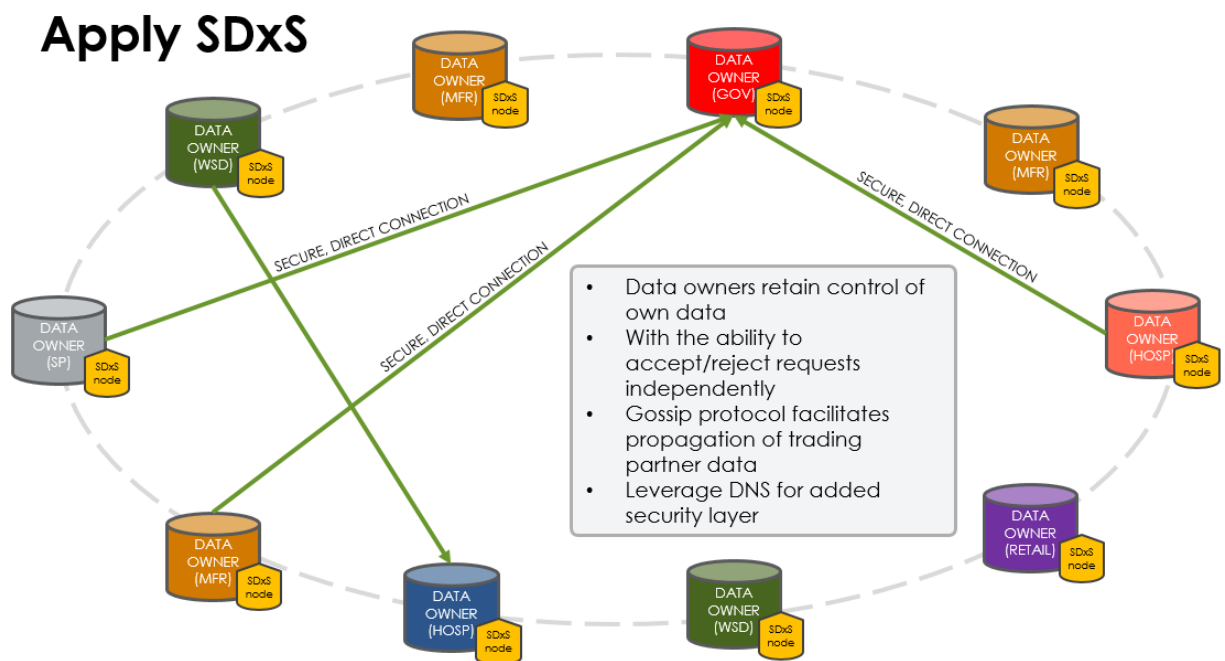 Apply SDxS
DATA
OWNER
(MFR)
SDxS
node
DATA
OWNER
(GOV)
SDxS
node
DATA
OWNER
(WSD)
SDxS
node
DATA
OWNER
(MFR)
SDxS
node
SECURE, DIRECT CONNECTION
SECURE, DIRECT CONNECTION
SECURE, DIRECT CONNECTION
DATA
OWNER
(SP)
SDxS
node
• Data owners retain control of
own data
• With the ability to
accept/reject requests
independently
• Gossip protocol facilitates
propagation of trading
partner data
• Leverage DNS for added
security layer
DATA
OWNER
(HOSP)
SDxS
node
DATA
OWNER
(MFR)
SDxS
node
DATA
OWNER
(HOSP)
SDxS
node
DATA
OWNER
(WSD)
SDxS
node
DATA
OWNER
(RETAIL)
SDxS
node